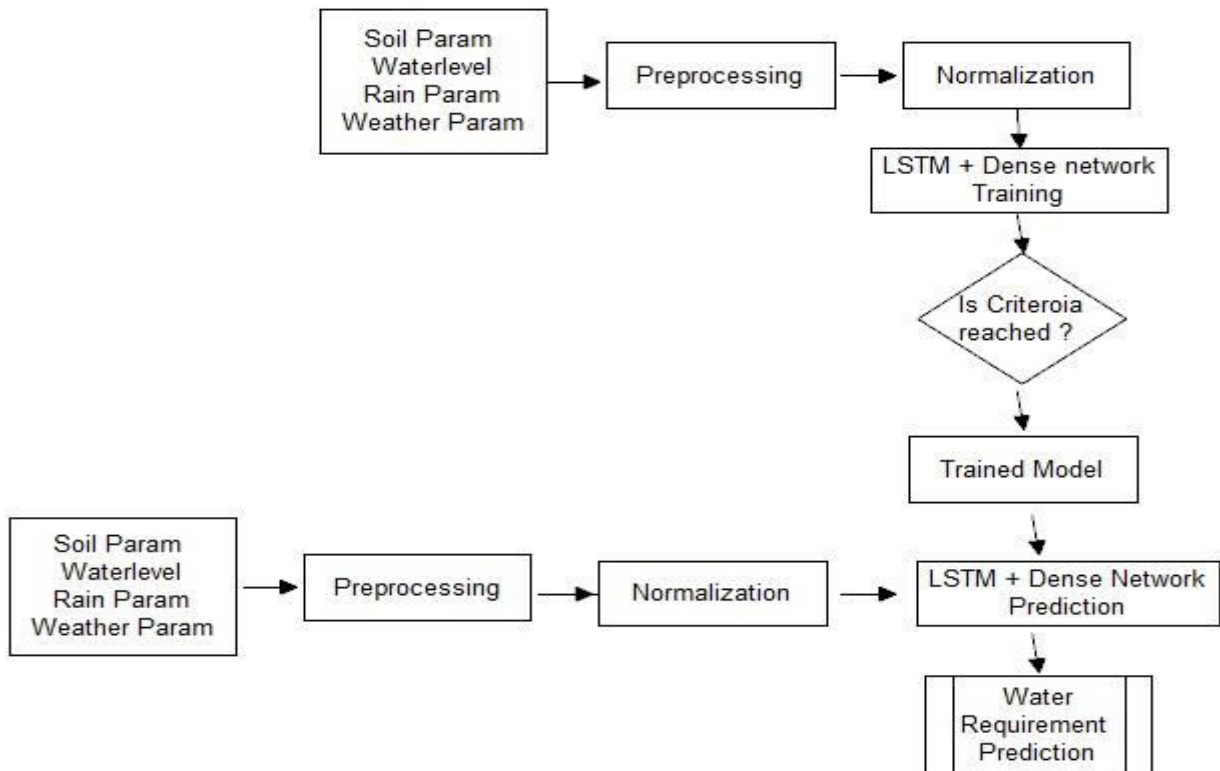 Soil Param
Waterlevel
Rain Param
Weather Param
Preprocessing
Normalization
LSTM + Dense network
Training
Is Criteroia
reached ?
Trained Model
Soil Param
Waterlevel
Rain Param
Weather Param
Preprocessing
Normalization
LSTM + Dense Network
Prediction
Water
Requirement
Prediction